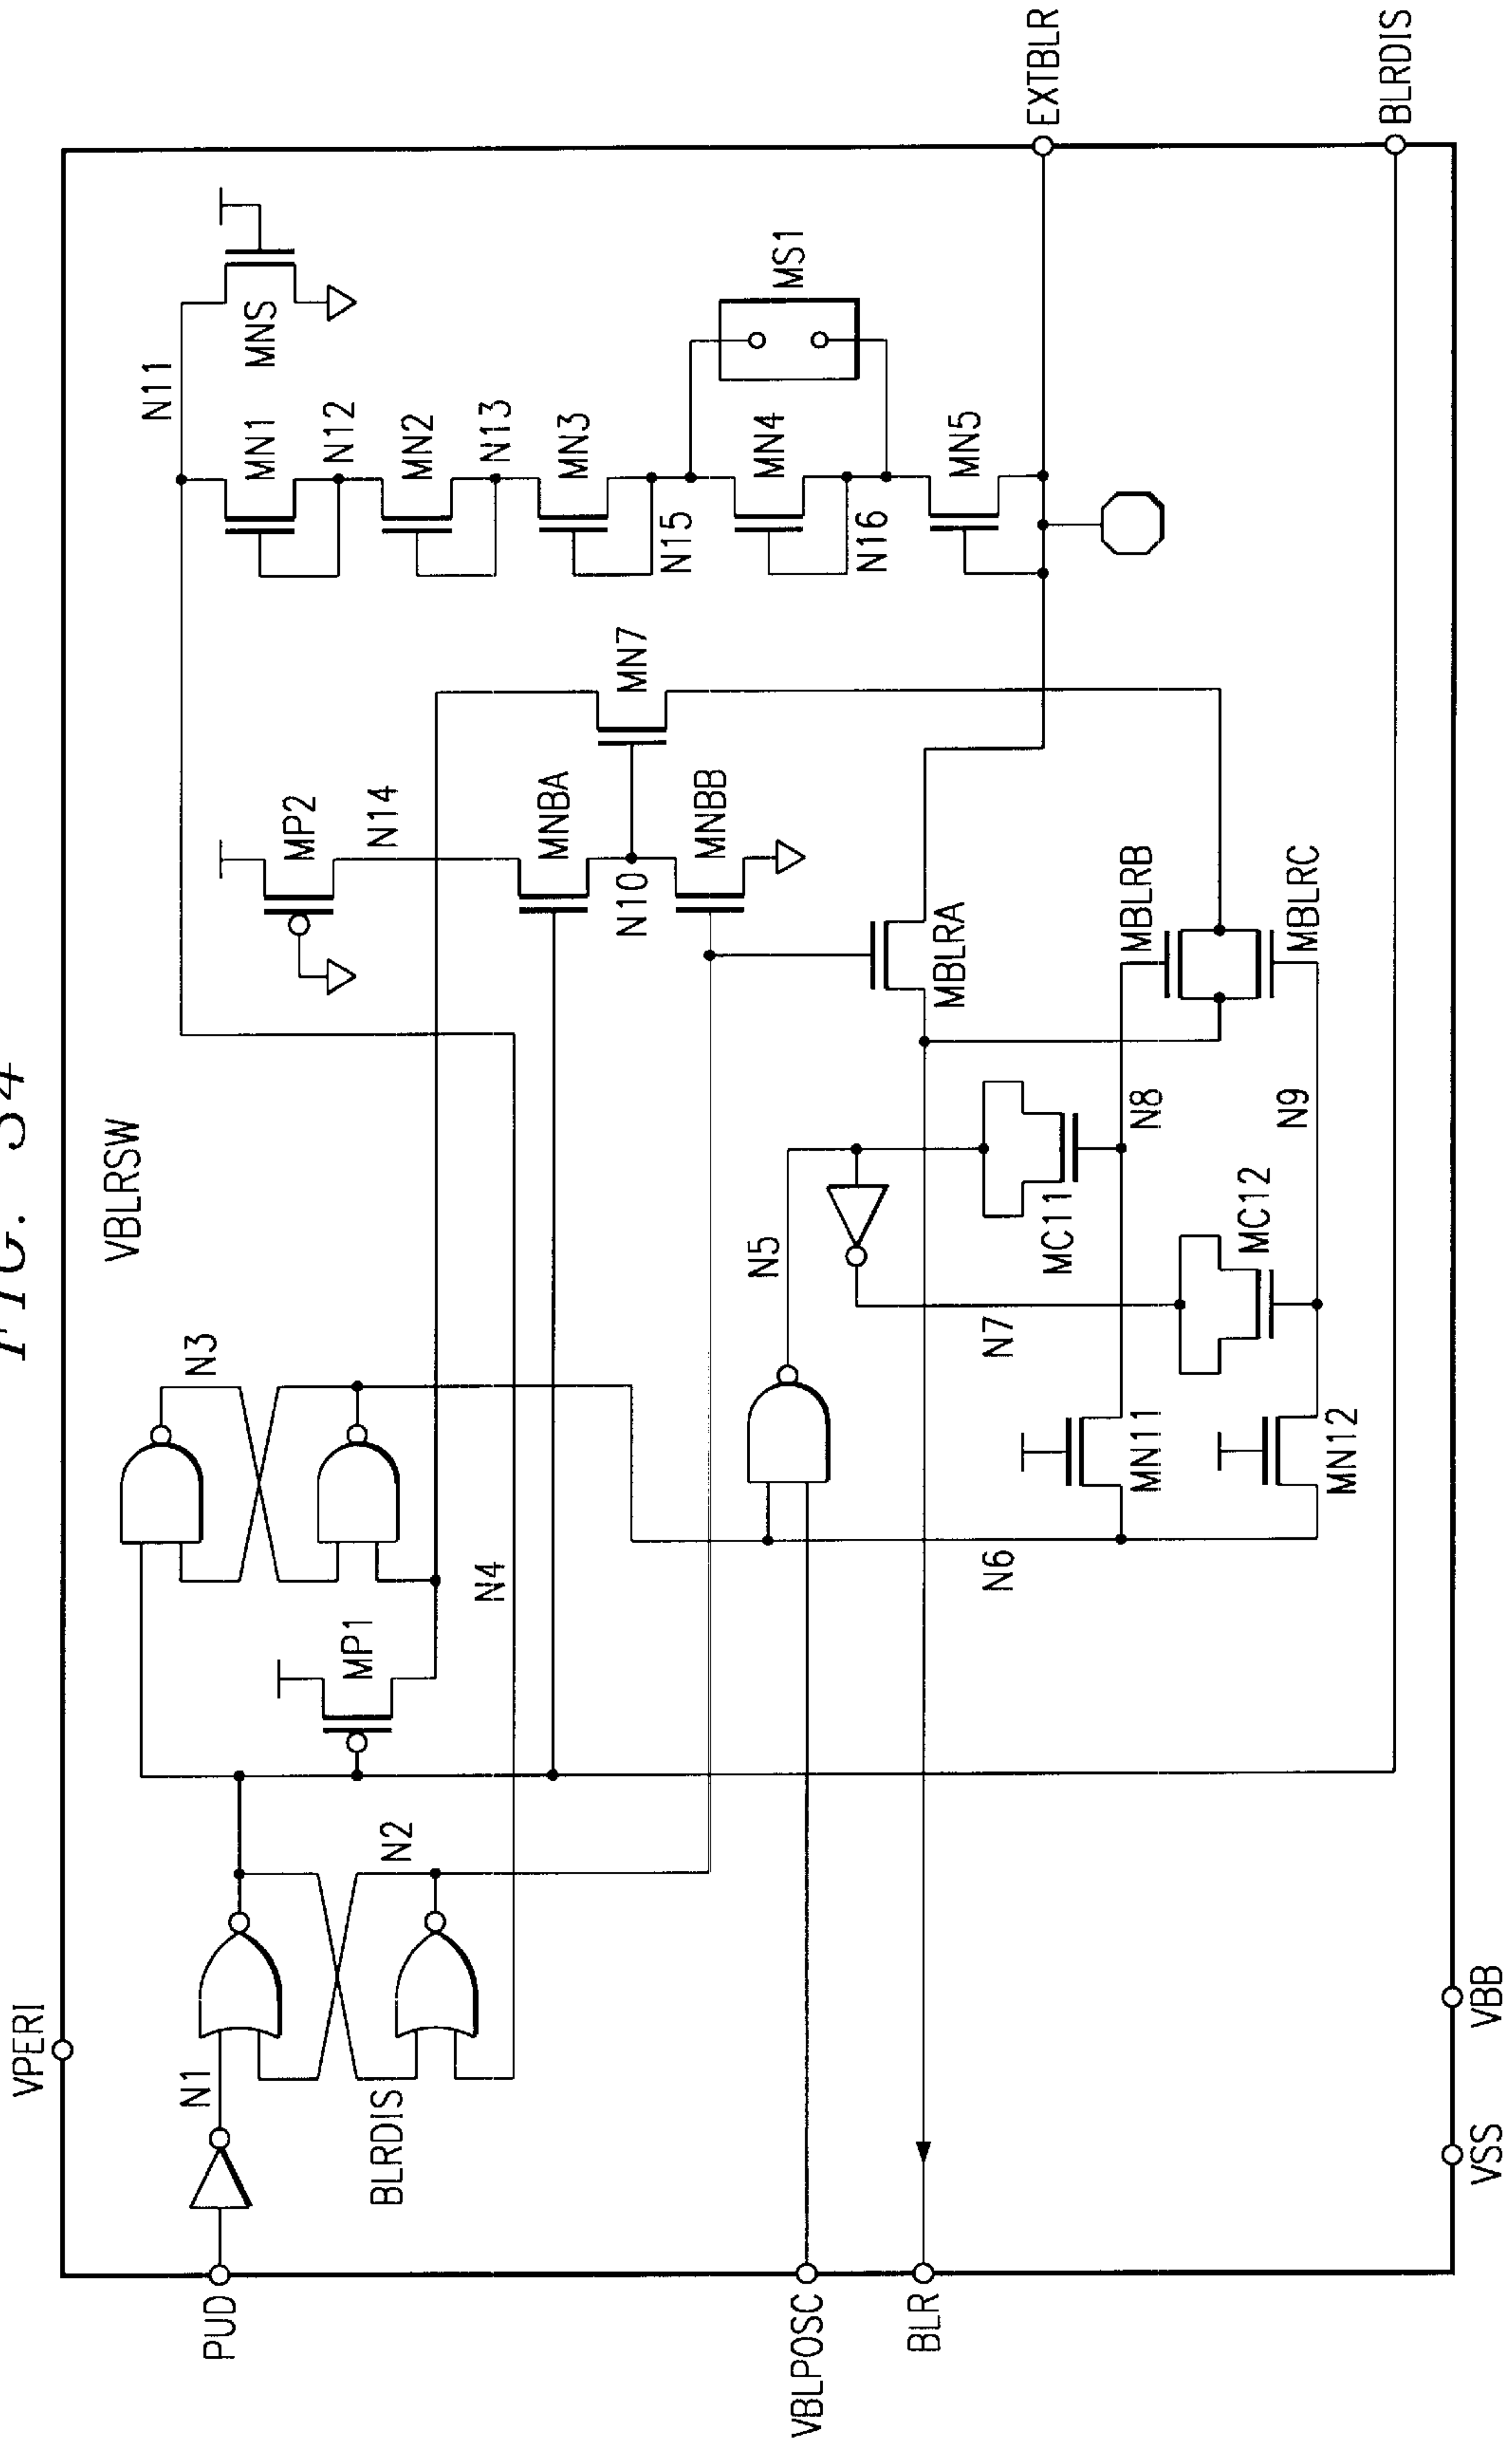 FIG. 34
VBLRSW
VPERI
PUD
VBLPOSC
BLR
VSS
VBB
EXTBLR
BLRDIS
N1
BLRDIS
N2
MP1
N3
N4
N5
N6
N7
MN11
MN12
MC11
MC12
N8
N9
MBLRA
MBLRB
MBLRC
MP2
N14
MNBA
N10
MNBB
MN7
N11
MNS
MN1
N12
MN2
N13
MN3
N15
MN4
N16
MN5
MS1